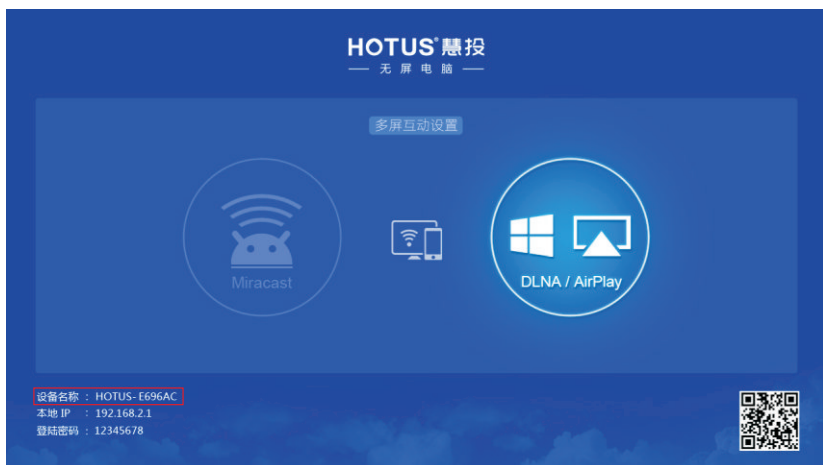 HOTUS®慧投
无屏电脑
多屏互动设置
Miracast
DLNA / AirPlay
设备名称 : HOTUS- E696AC
本地 IP : 192.168.2.1
登陆密码 : 12345678